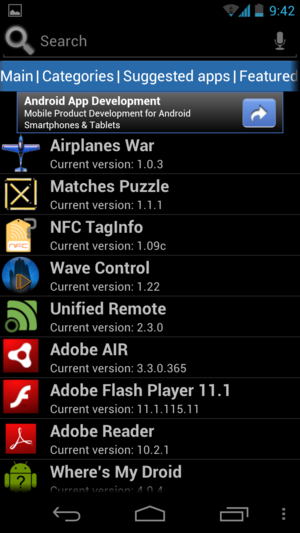 9:42
Search
Main|Categories|Suggested apps|Featured
Android App Development
Mobile Product Development for Android
Smartphones & Tablets
Airplanes War
Current version: 1.0.3
Matches Puzzle
Current version: 1.1.1
NFC TagInfo
Current version: 1.09c
NFC
Wave Control
Current version: 1.22
Unified Remote
Current version: 2.3.0
Adobe AIR
Current version: 3.3.0.365
Adobe Flash Player 11.1
Current version: 11.1.115.11
Adobe Reader
Current version: 10.2.1
Where's My Droid
?
Current version: 4.0.4